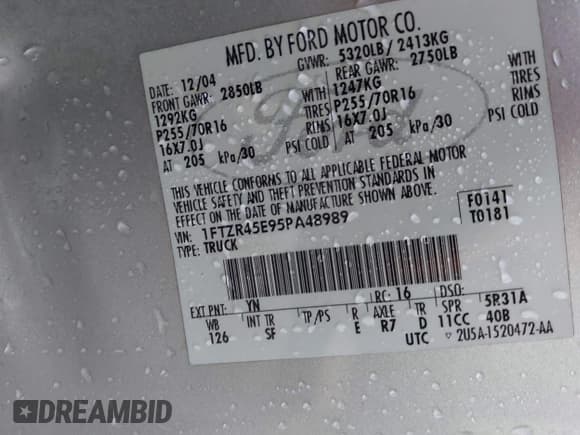 MFD. BY FORD MOTOR CO.
DATE: 12/04 GVWR: 5320LB/ 2413KG
FRONT GAWR: 2850LB REAR GAWR: 2750LB
1292KG 1247KG WITH
P255/70R16 TIRES P255/70R16 TIRES
16X7.0J RIMS 16X7.0J RIMS
AT 205 kPa/30 PSI COLD AT 205 kPa/30 PSI COLD
Ford
THIS VEHICLE CONFORMS TO ALL APPLICABLE FEDERAL MOTOR
VEHICLE SAFETY AND THEFT PREVENTION STANDARDS IN
EFFECT ON THE DATE OF MANUFACTURE SHOWN ABOVE.
VIN: 1FTZR45E95PA48989 F0141
TYPE: TRUCK T0181
EXT PNT: YN RC: 16 DSO:
WB INT TR TP/PS R AXLE TR SPR 5P.31A
126 SF E R7 D 11CC 40B
UTC ▽ 2U5A-1520472-AA
DREAMBID